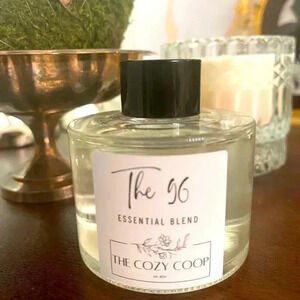 The 96
ESSENTIAL BLEND
THE COZY COOP